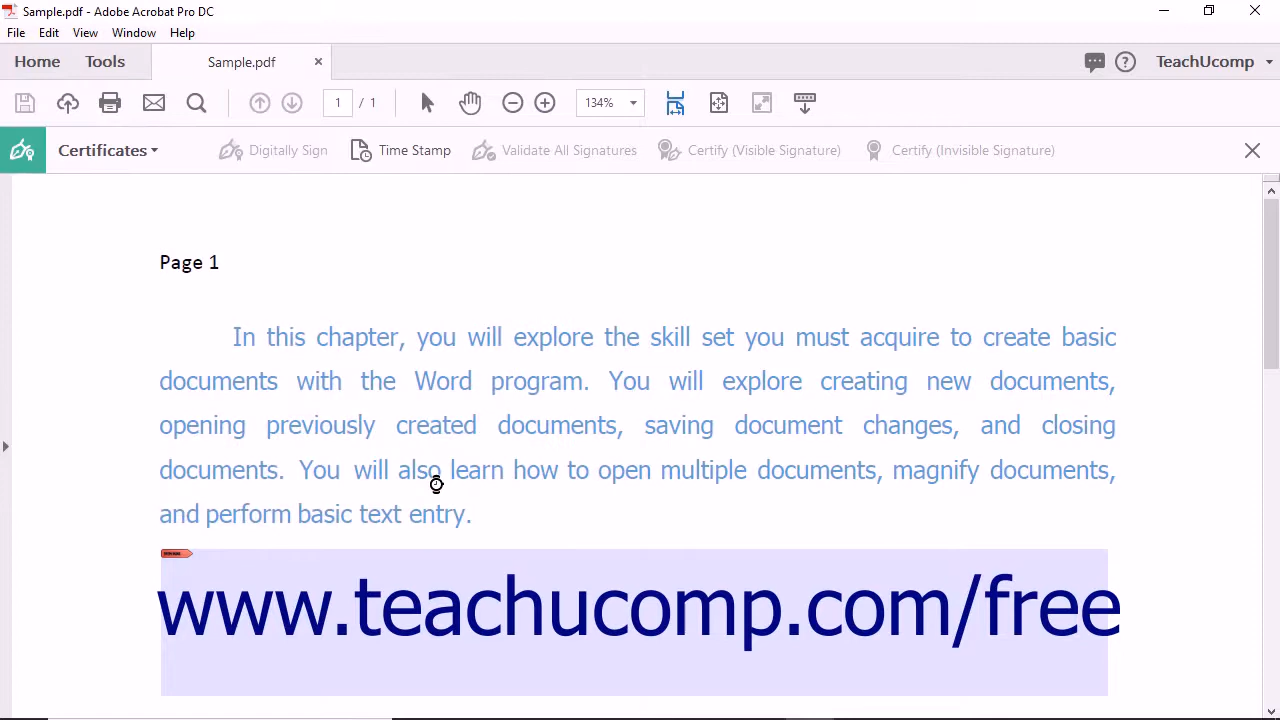 Sample.pdf - Adobe Acrobat Pro DC
File Edit View Window Help
Home Tools Sample.pdf × ? TeachUcomp
1 / 1 134%
Certificates Digitally Sign Time Stamp Validate All Signatures Certify (Visible Signature) Certify (Invisible Signature)
Page 1
In this chapter, you will explore the skill set you must acquire to create basic
documents with the Word program. You will explore creating new documents,
opening previously created documents, saving document changes, and closing
documents. You will also learn how to open multiple documents, magnify documents,
and perform basic text entry.
www.teachucomp.com/free